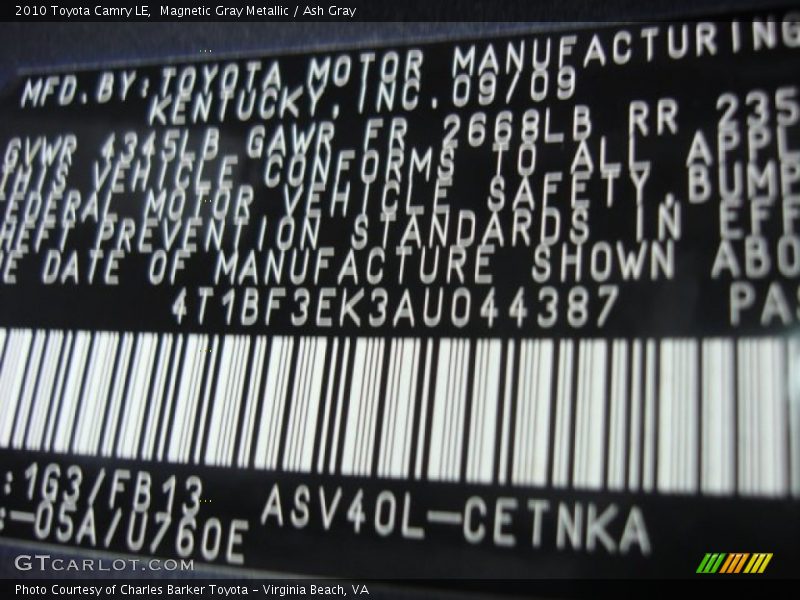 2010 Toyota Camry LE,  Magnetic Gray Metallic / Ash Gray
MFD.BY:TOYOTA MOTOR MANUFACTURING
KENTUCKY, INC.09/09
GVWR 4345LB GAWR FR 2668LB RR 235
THIS VEHICLE CONFORMS TO ALL APPL
FEDERAL MOTOR VEHICLE SAFETY, BUMP
HEFT PREVENTION STANDARDS IN EFF
E DATE OF MANUFACTURE SHOWN ABO
4T1BF3EK3AU044387 PAS
:1G3/FB13 ASV40L-CETNKA
:-05A/U760E
GTCARLOT.COM
Photo Courtesy of Charles Barker Toyota – Virginia Beach, VA